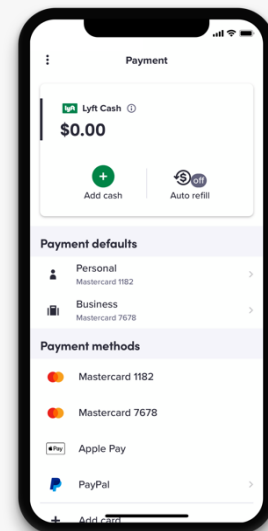 Payment
lyft Lyft Cash
$0.00
Add cash
off
Auto refill
Payment defaults
Personal
Mastercard 1182
Business
Mastercard 7678
Payment methods
Mastercard 1182
Mastercard 7678
Pay Apple Pay
PayPal
Add card